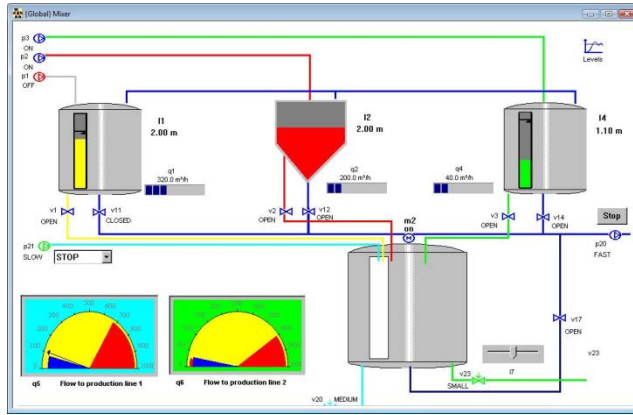 (Global) Mixer
p3
ON
p2
ON
p1
OFF
Levels
l1
2.00 m
l2
2.00 m
l4
1.10 m
q1
320.0 m³/h
q2
200.0 m³/h
q4
40.0 m³/h
v1
OPEN
v11
CLOSED
v2
OPEN
v12
OPEN
v3
OPEN
v14
OPEN
Stop
m2
on
p21
SLOW
STOP
p20
FAST
v17
OPEN
q5 Flow to production line 1
q6 Flow to production line 2
l7
v23
v23
SMALL
v20 MEDIUM